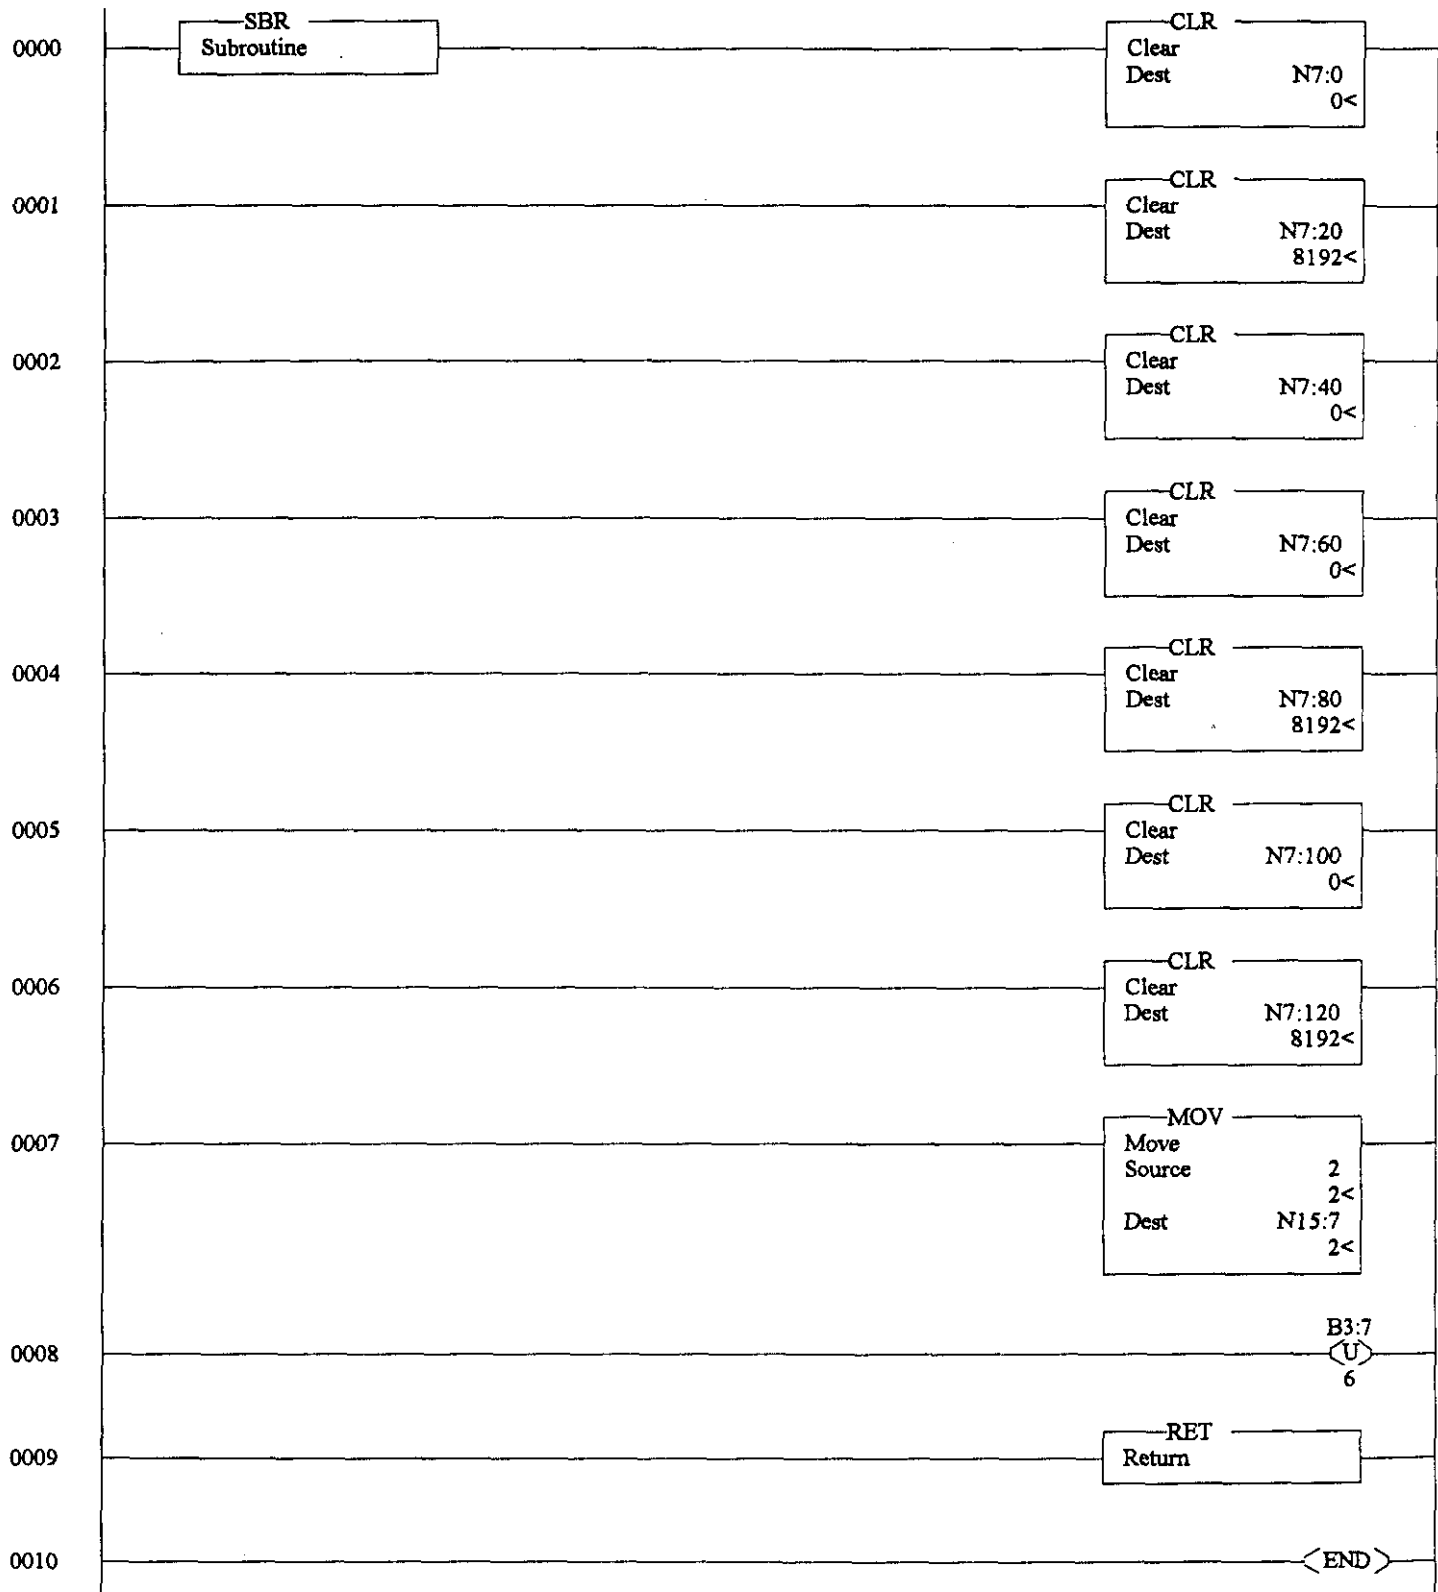 SBR
CLR
0000
Subroutine
Clear
Dest N7:0
0<
CLR
0001
Clear
Dest N7:20
8192<
CLR
0002
Clear
Dest N7:40
0<
CLR
0003
Clear
Dest N7:60
0<
CLR
0004
Clear
Dest N7:80
8192<
CLR
0005
Clear
Dest N7:100
0<
CLR
0006
Clear
Dest N7:120
8192<
MOV
0007
Move
Source 2
2<
Dest N15:7
2<
B3:7
0008
U
6
RET
0009
Return
0010
END